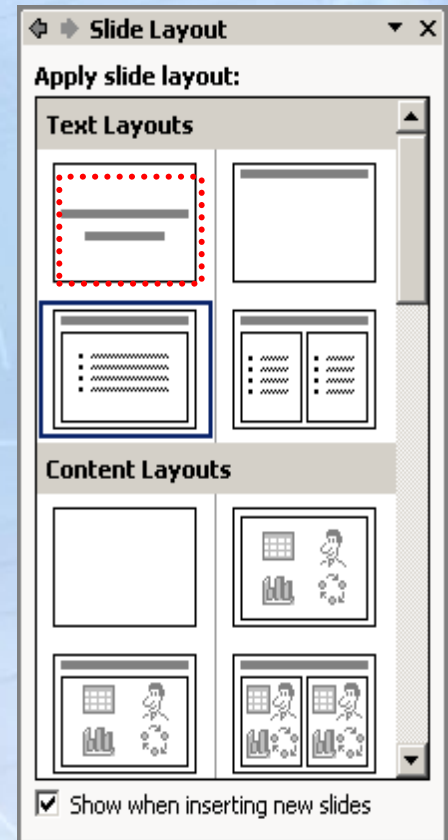 Slide Layout
Apply slide layout:
Text Layouts
Content Layouts
Show when inserting new slides